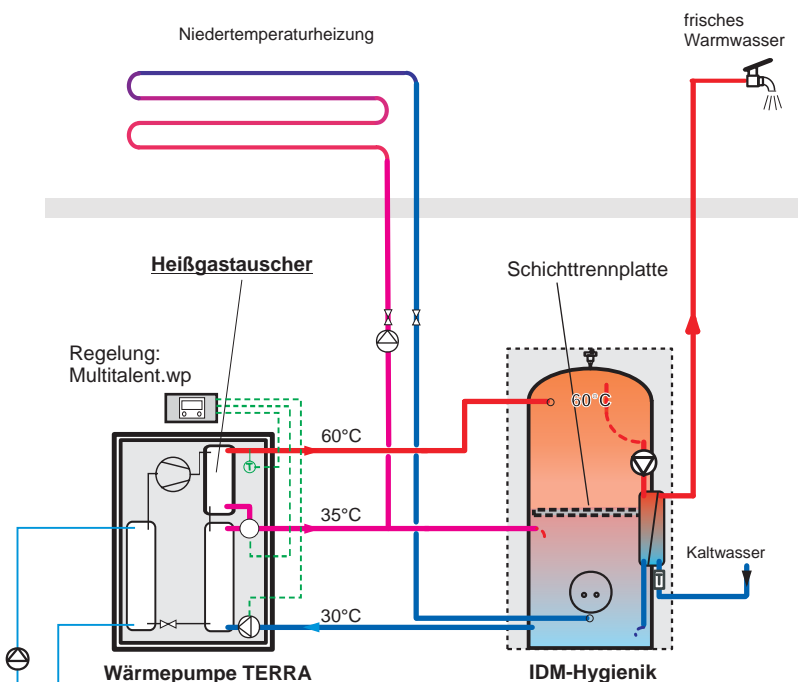 frisches
Warmwasser
Niedertemperaturheizung
Heißgastauscher
Schichttrennplatte
Regelung:
Multitalent.wp
60°C
60°C
T
35°C
Kaltwasser
T
30°C
Wärmepumpe TERRA
IDM-Hygienik